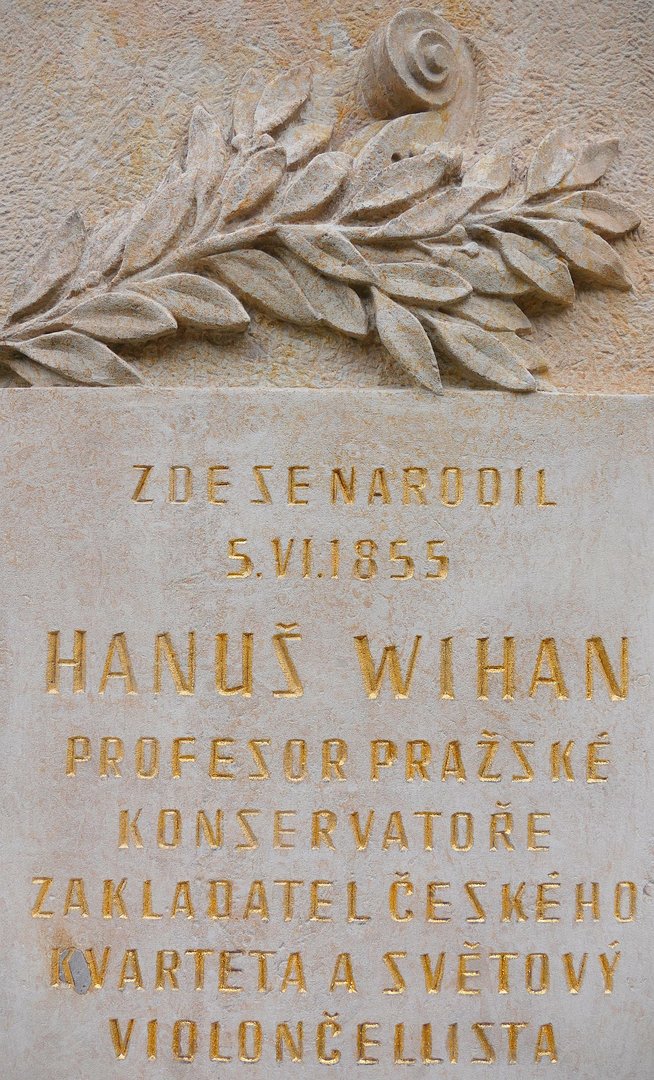 ZDE SE NARODIL
5.VI.1855
HANUŠ WIHAN
PROFESOR PRAŽSKÉ
KONSERVATOŘE
ZAKLADATEL ČESKÉHO
KVARTETA A SVĚTOVÝ
VIOLONČELLISTA